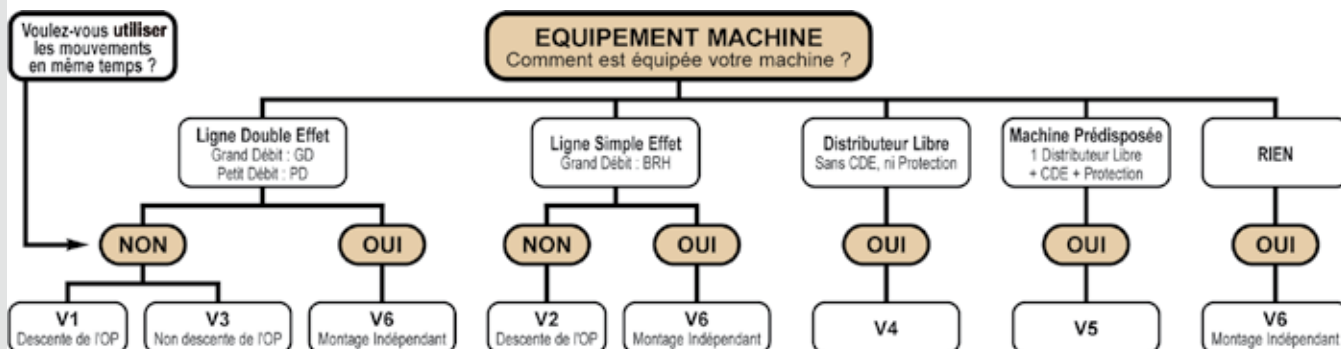 Voulez-vous utiliser
les mouvements
en même temps ?
EQUIPEMENT MACHINE
Comment est équipée votre machine ?
Ligne Double Effet
Grand Débit : GD
Petit Débit : PD
Ligne Simple Effet
Grand Débit : BRH
Distributeur Libre
Sans CDE, ni Protection
Machine Prédisposée
1 Distributeur Libre
+ CDE + Protection
RIEN
NON
OUI
NON
OUI
OUI
OUI
OUI
V1
Descente de l'OP
V3
Non descente de l'OP
V6
Montage Indépendant
V2
Descente de l'OP
V6
Montage Indépendant
V4
V5
V6
Montage Indépendant